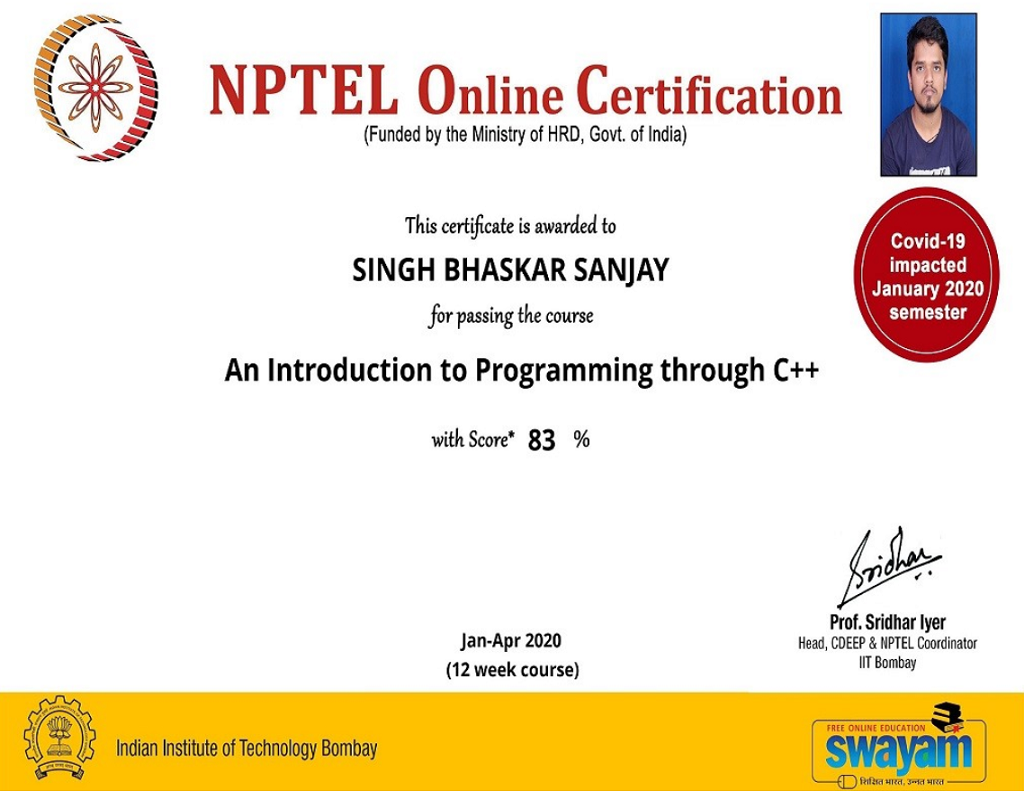 NPTEL Online Certification
(Funded by the Ministry of HRD, Govt. of India)
This certificate is awarded to
SINGH BHASKAR SANJAY
for passing the course
An Introduction to Programming through C++
with Score* 83 %
Covid-19
impacted
January 2020
semester
Sridhar
Prof. Sridhar Iyer
Head, CDEEP & NPTEL Coordinator
IIT Bombay
Jan-Apr 2020
(12 week course)
Indian Institute of Technology Bombay
FREE ONLINE EDUCATION
swayam
शिक्षित भारत, उन्नत भारत